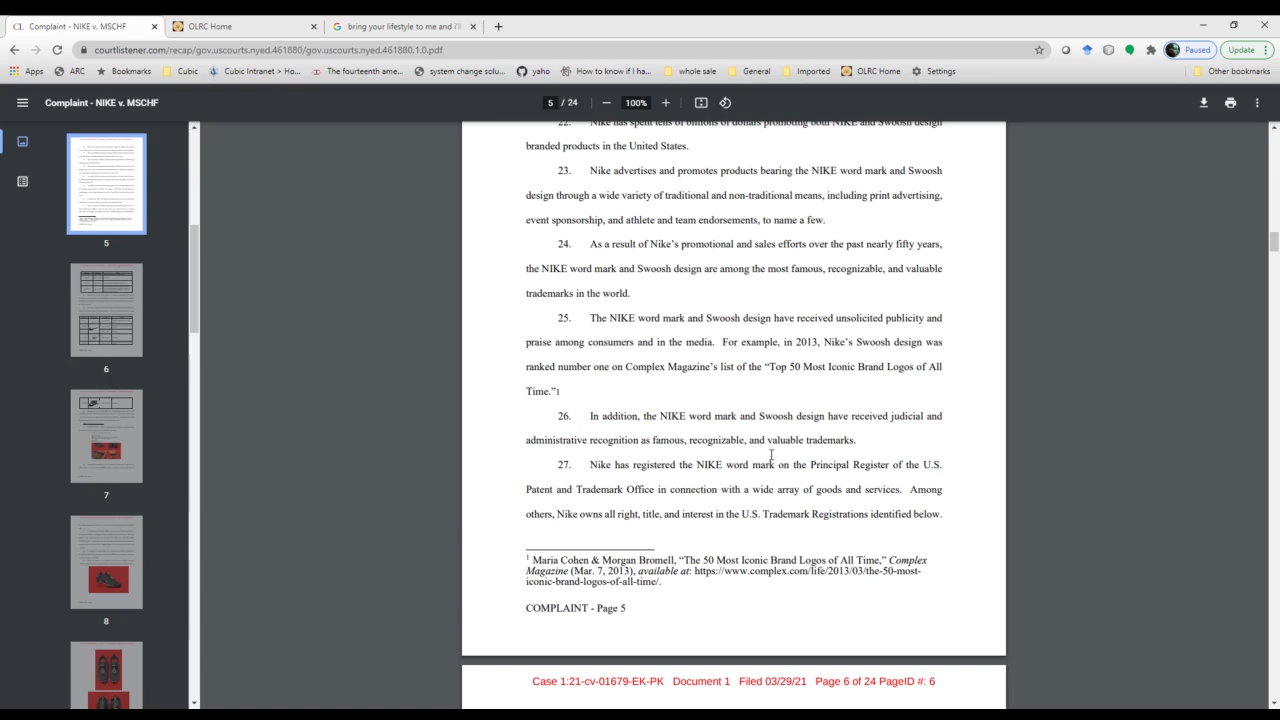 Complaint - NIKE v. MSCHF
OLRC Home
bring your lifestyle to me and i'l
courtlistener.com/recap/gov.uscourts.nyed.461880/gov.uscourts.nyed.461880.1.0.pdf
Paused
Update
Apps
ARC
Bookmarks
Cubic
Cubic Intranet > Ho...
The fourteenth ame...
system change solu...
yaho
How to know if I ha...
whole sale
General
Imported
OLRC Home
Settings
Other bookmarks
Complaint - NIKE v. MSCHF
5 / 24
100%
22. Nike has spent tens of billions of dollars promoting both NIKE and Swoosh design
branded products in the United States.
23. Nike advertises and promotes products bearing the NIKE word mark and Swoosh
design through a wide variety of traditional and non-traditional means, including print advertising,
event sponsorship, and athlete and team endorsements, to name a few.
24. As a result of Nike's promotional and sales efforts over the past nearly fifty years,
the NIKE word mark and Swoosh design are among the most famous, recognizable, and valuable
trademarks in the world.
25. The NIKE word mark and Swoosh design have received unsolicited publicity and
praise among consumers and in the media. For example, in 2013, Nike's Swoosh design was
ranked number one on Complex Magazine's list of the "Top 50 Most Iconic Brand Logos of All
Time."1
26. In addition, the NIKE word mark and Swoosh design have received judicial and
administrative recognition as famous, recognizable, and valuable trademarks.
27. Nike has registered the NIKE word mark on the Principal Register of the U.S.
Patent and Trademark Office in connection with a wide array of goods and services. Among
others, Nike owns all right, title, and interest in the U.S. Trademark Registrations identified below.
1 Maria Cohen & Morgan Bromell, "The 50 Most Iconic Brand Logos of All Time," Complex
Magazine (Mar. 7, 2013), available at: https://www.complex.com/life/2013/03/the-50-most-
iconic-brand-logos-of-all-time/.
COMPLAINT - Page 5
Case 1:21-cv-01679-EK-PK Document 1 Filed 03/29/21 Page 6 of 24 PageID #: 6
5
6
7
8